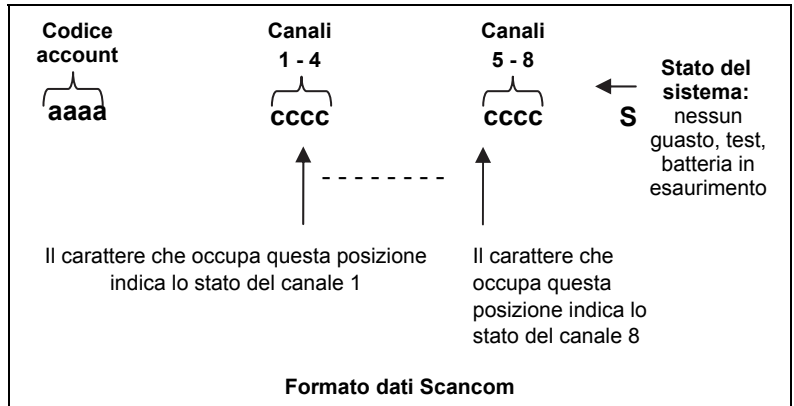 Codice
account
aaaa
Canali
1 - 4
cccc
Canali
5 - 8
cccc
S
Stato del
sistema:
nessun
guasto, test,
batteria in
esaurimento
Il carattere che occupa questa posizione
indica lo stato del canale 1
Il carattere che
occupa questa
posizione indica lo
stato del canale 8
Formato dati Scancom